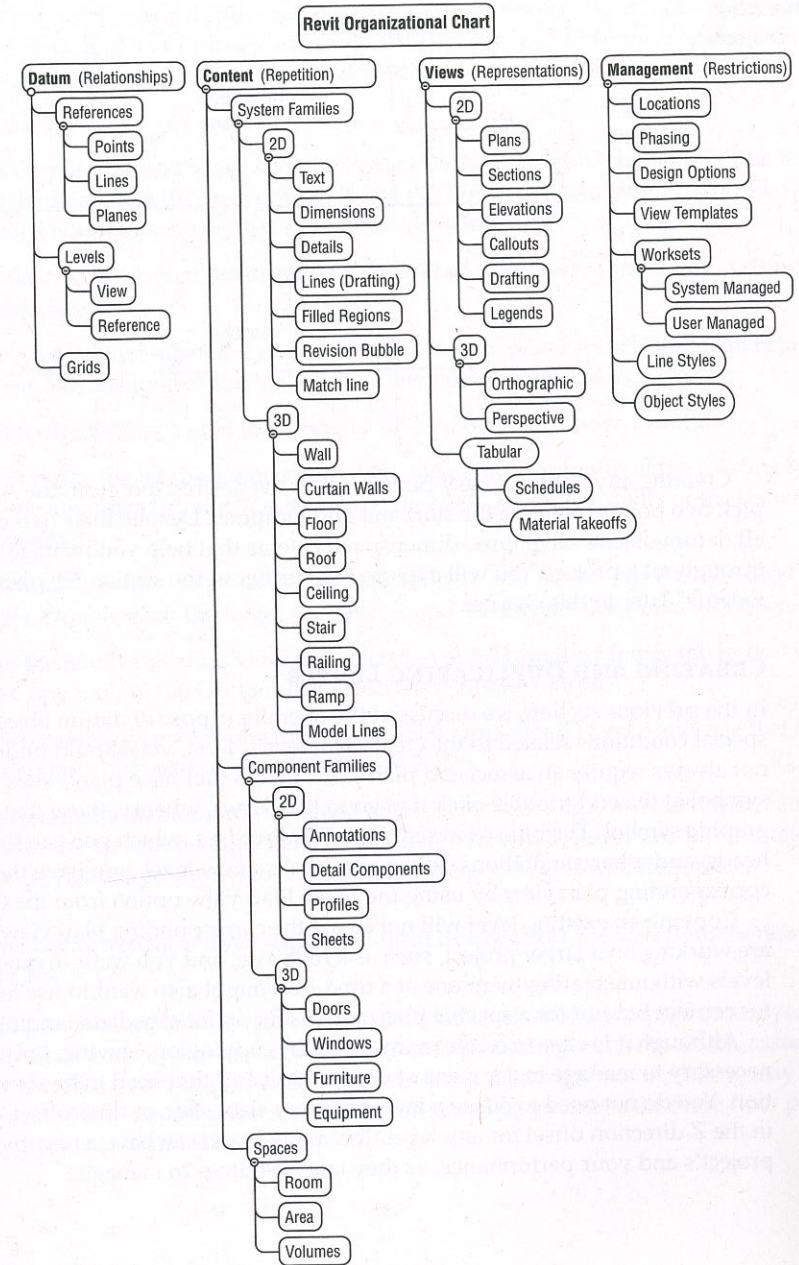 Revit Organizational Chart
Datum (Relationships)
References
Points
Lines
Planes
Levels
View
Reference
Grids
Content (Repetition)
System Families
2D
Text
Dimensions
Details
Lines (Drafting)
Filled Regions
Revision Bubble
Match line
3D
Wall
Curtain Walls
Floor
Roof
Ceiling
Stair
Railing
Ramp
Model Lines
Component Families
2D
Annotations
Detail Components
Profiles
Sheets
3D
Doors
Windows
Furniture
Equipment
Spaces
Room
Area
Volumes
Views (Representations)
2D
Plans
Sections
Elevations
Callouts
Drafting
Legends
3D
Orthographic
Perspective
Tabular
Schedules
Material Takeoffs
Management (Restrictions)
Locations
Phasing
Design Options
View Templates
Worksets
System Managed
User Managed
Line Styles
Object Styles